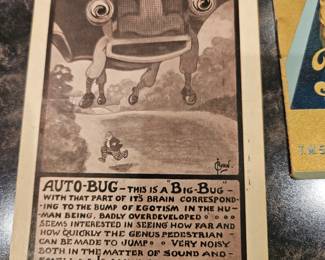 AUTO-BUG - THIS IS A "BIG-BUG" -
WITH THAT PART OF ITS BRAIN CORRESPOND-
ING TO THE BUMP OF EGOTISM IN THE HU-
MAN BEING, BADLY OVERDEVELOPED
SEEMS INTERESTED IN SEEING HOW FAR AND
HOW QUICKLY THE GENUS PEDESTRIAN
CAN BE MADE TO JUMP VERY NOISY
BOTH IN THE MATTER OF SOUND AND
T.M.S